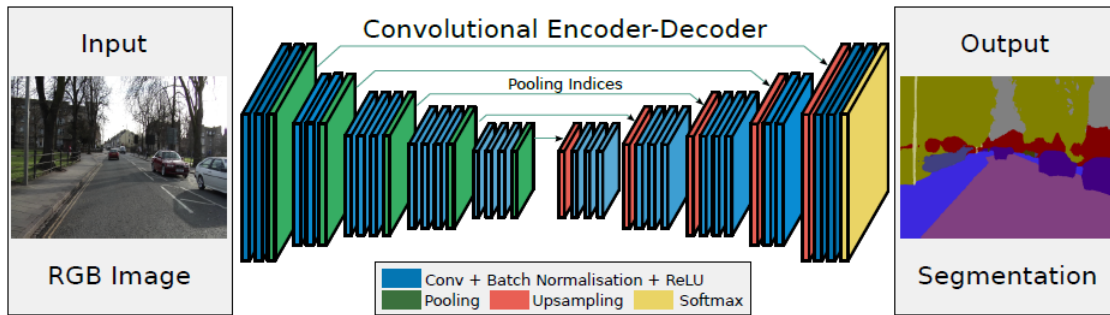 Input
RGB Image
Convolutional Encoder-Decoder
Pooling Indices
Conv + Batch Normalisation + ReLU
Pooling Upsampling Softmax
Output
Segmentation